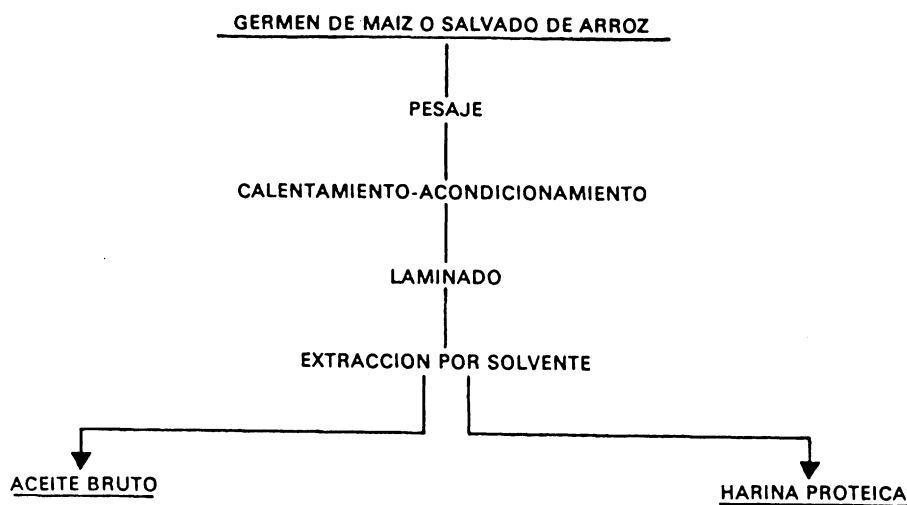 GERMEN DE MAIZ O SALVADO DE ARROZ
PESAJE
CALENTAMIENTO-ACONDICIONAMIENTO
LAMINADO
EXTRACCION POR SOLVENTE
ACEITE BRUTO
HARINA PROTEICA